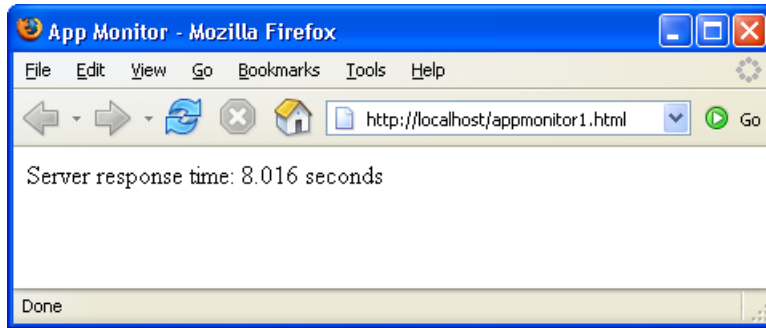 App Monitor - Mozilla Firefox
File Edit View Go Bookmarks Tools Help
http://localhost/appmonitor1.html Go
Server response time: 8.016 seconds
Done